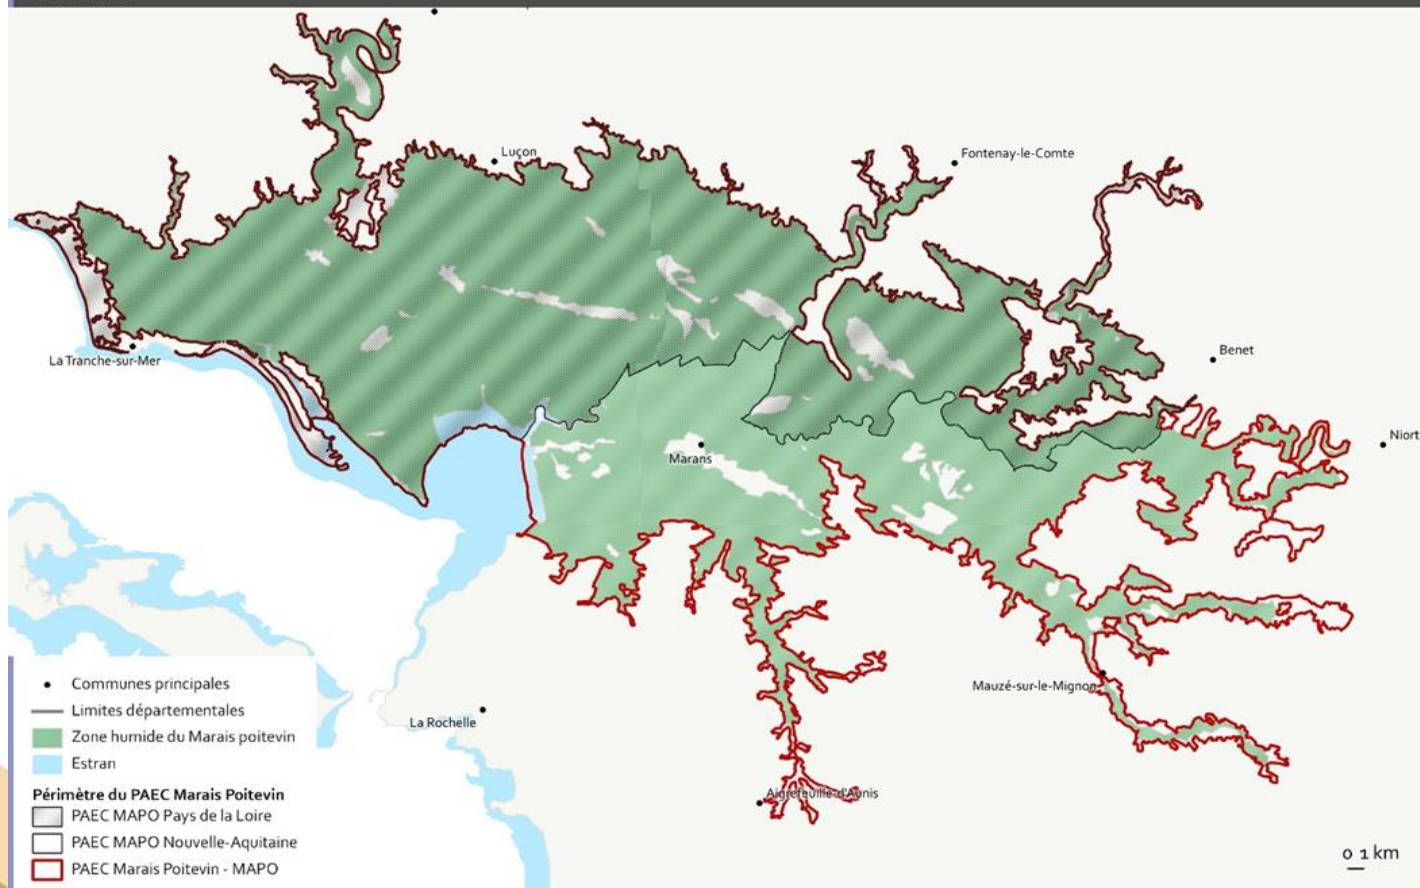 Luçon
Fontenay-le-Comte
La Tranche-sur-Mer
Benet
Niort
Marans
Mauzé-sur-le-Mignon
La Rochelle
Aigrefeuille-d'Aunis
Communes principales
Limites départementales
Zone humide du Marais poitevin
Estran
Périmètre du PAEC Marais Poitevin
PAEC MAPO Pays de la Loire
PAEC MAPO Nouvelle-Aquitaine
PAEC Marais Poitevin - MAPO
0 1 km